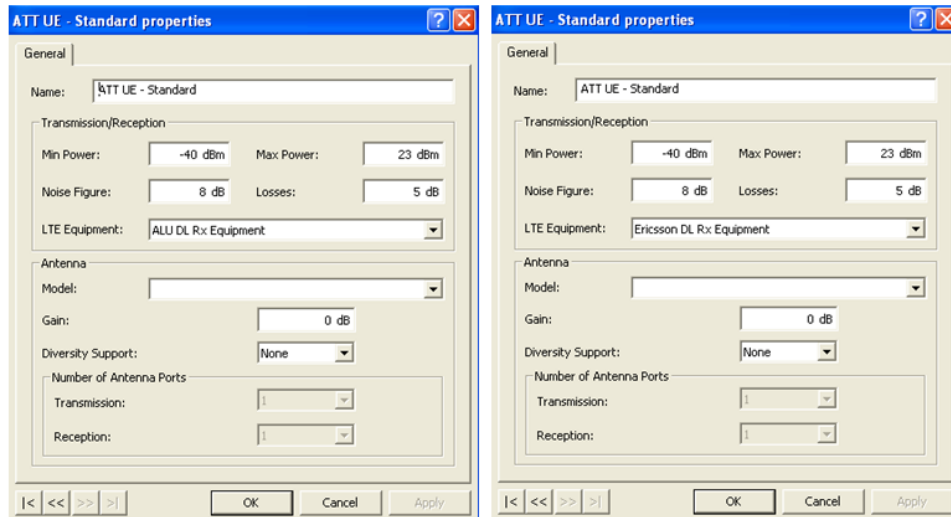 ATT UE - Standard properties
General
Name: ATT UE - Standard
Transmission/Reception
Min Power: -40 dBm Max Power: 23 dBm
Noise Figure: 8 dB Losses: 5 dB
LTE Equipment: ALU DL Rx Equipment
Antenna
Model:
Gain: 0 dB
Diversity Support: None
Number of Antenna Ports
Transmission: 1
Reception: 1
|< << >> >| OK Cancel Apply
ATT UE - Standard properties
General
Name: ATT UE - Standard
Transmission/Reception
Min Power: -40 dBm Max Power: 23 dBm
Noise Figure: 8 dB Losses: 5 dB
LTE Equipment: Ericsson DL Rx Equipment
Antenna
Model:
Gain: 0 dB
Diversity Support: None
Number of Antenna Ports
Transmission: 1
Reception: 1
|< << >> >| OK Cancel Apply